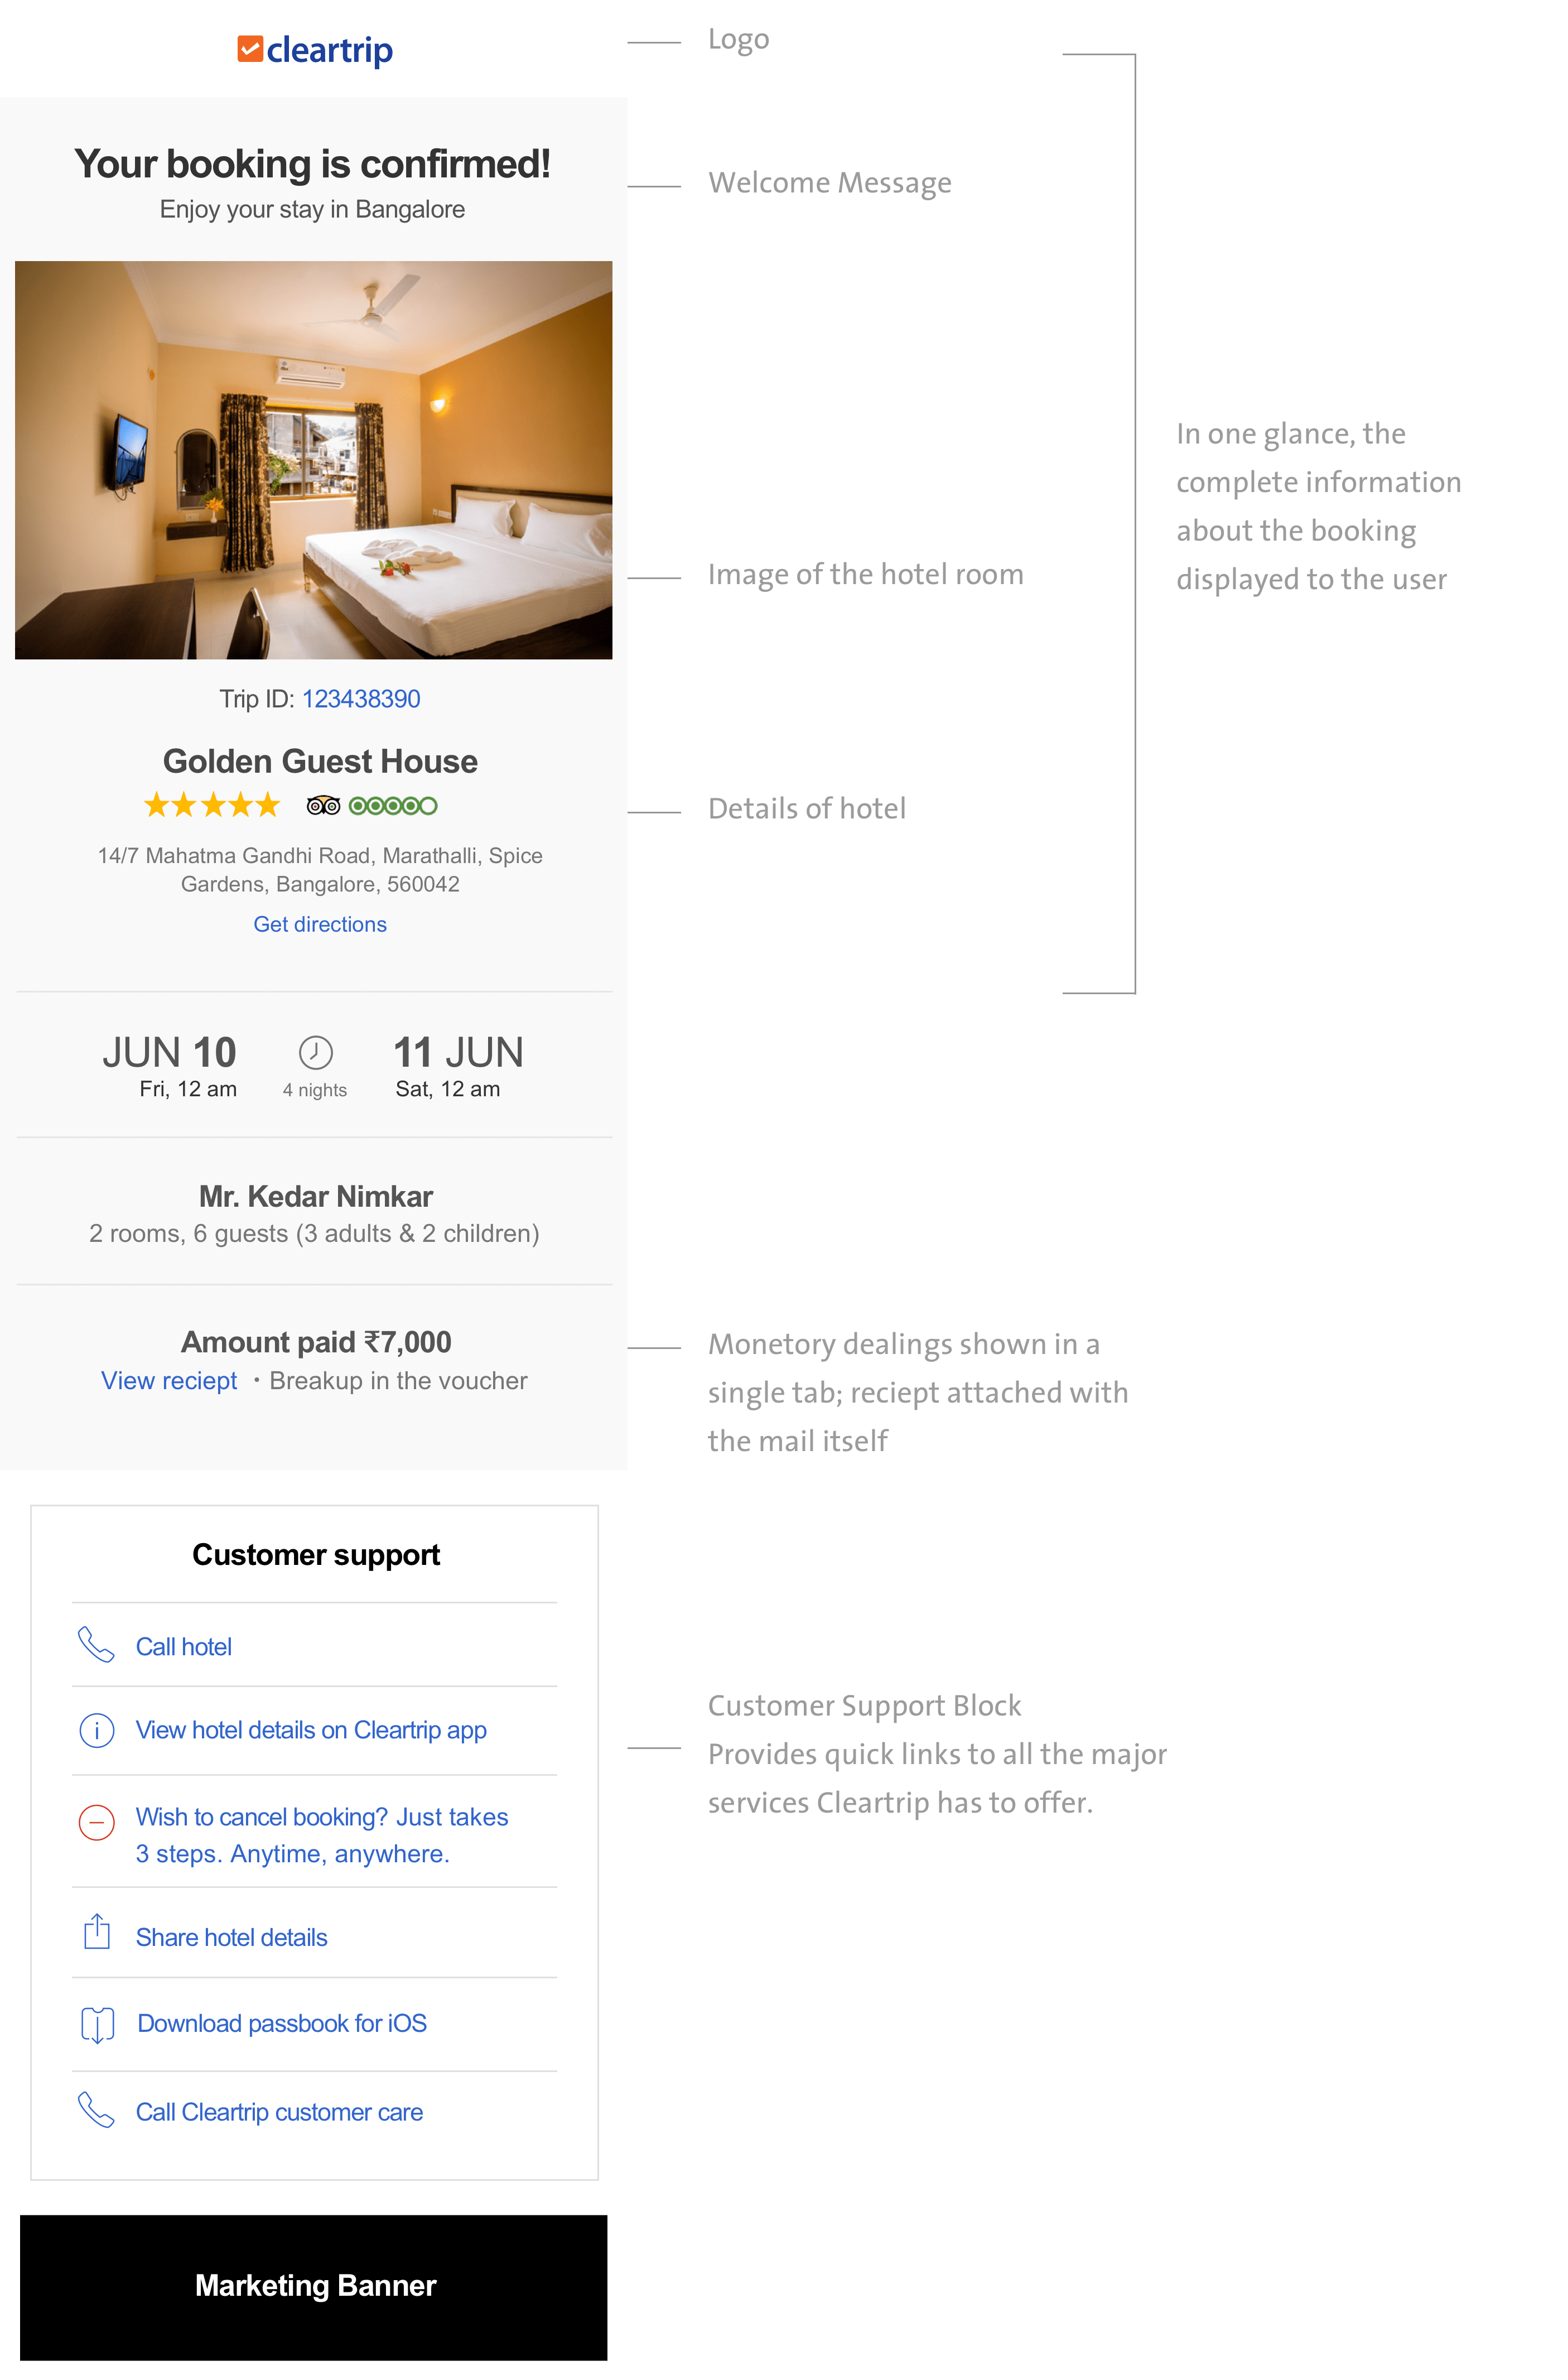 cleartrip
Logo
Your booking is confirmed!
Enjoy your stay in Bangalore
Welcome Message
Image of the hotel room
In one glance, the
complete information
about the booking
displayed to the user
Trip ID: 123438390
Golden Guest House
Details of hotel
14/7 Mahatma Gandhi Road, Marathalli, Spice
Gardens, Bangalore, 560042
Get directions
JUN 10
Fri, 12 am
4 nights
11 JUN
Sat, 12 am
Mr. Kedar Nimkar
2 rooms, 6 guests (3 adults & 2 children)
Amount paid ₹7,000
View reciept · Breakup in the voucher
Monetory dealings shown in a
single tab; reciept attached with
the mail itself
Customer support
Call hotel
View hotel details on Cleartrip app
Wish to cancel booking? Just takes
3 steps. Anytime, anywhere.
Share hotel details
Download passbook for iOS
Call Cleartrip customer care
Customer Support Block
Provides quick links to all the major
services Cleartrip has to offer.
Marketing Banner